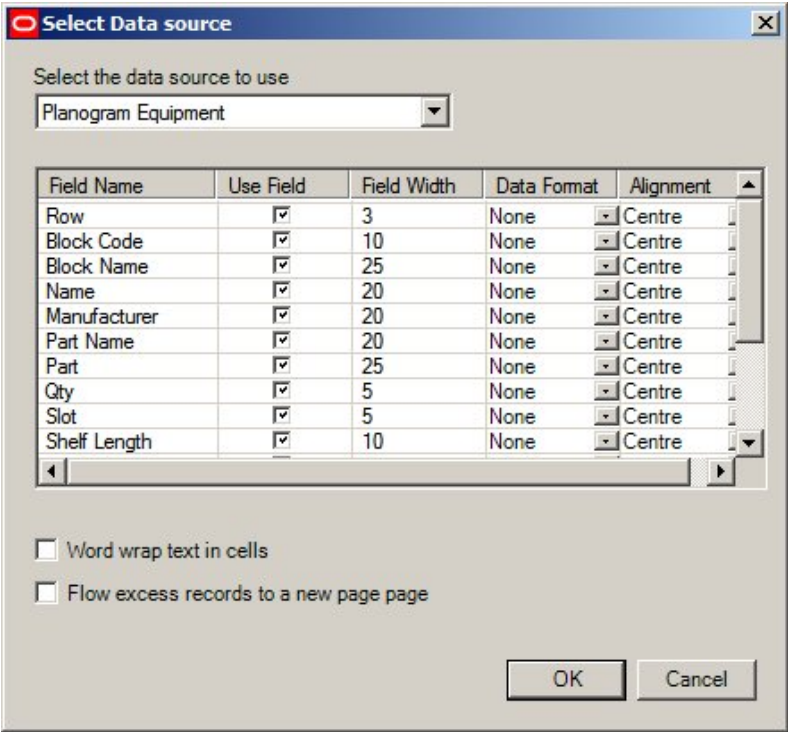 Select Data source
Select the data source to use
Planogram Equipment
Field Name Use Field Field Width Data Format Alignment
Row 3 None Centre
Block Code 10 None Centre
Block Name 25 None Centre
Name 20 None Centre
Manufacturer 20 None Centre
Part Name 20 None Centre
Part 25 None Centre
Qty 5 None Centre
Slot 5 None Centre
Shelf Length 10 None Centre
Word wrap text in cells
Flow excess records to a new page page
OK Cancel